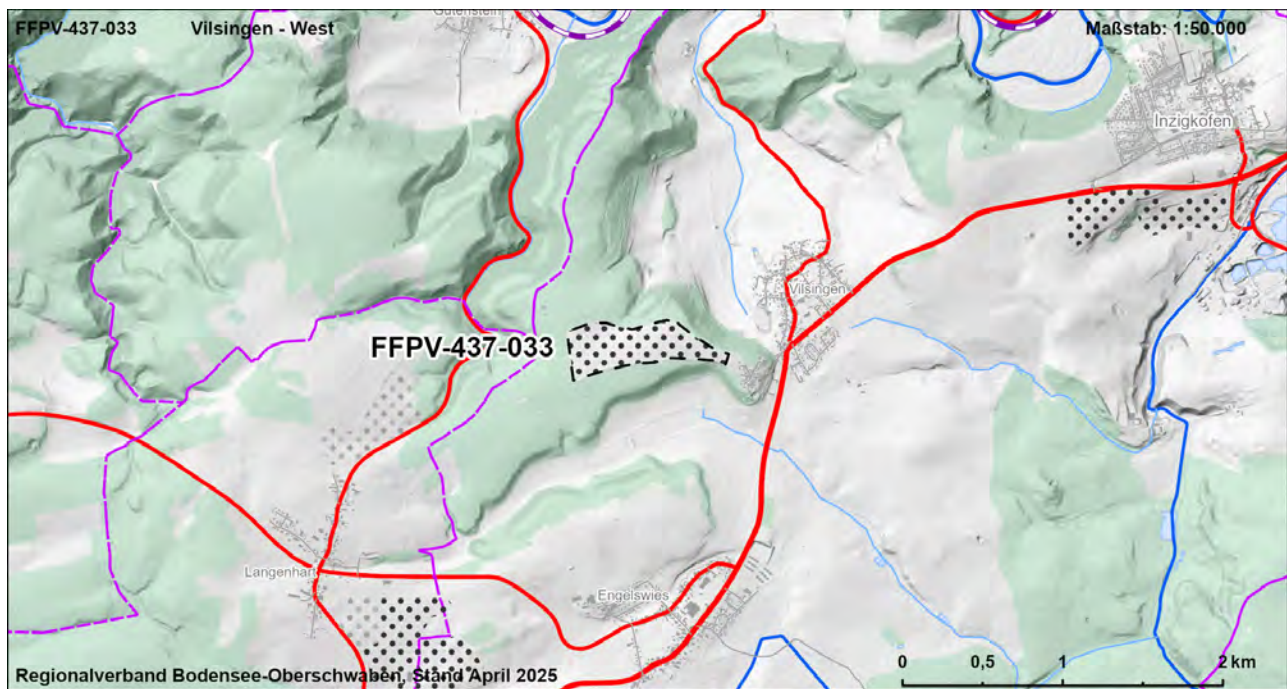 FFPV-437-033 Vilsingen - West Maßstab: 1:50.000
Gutenstein
Inzigkofen
Vilsingen
FFPV-437-033
Langenhart
Engelswies
0 0,5 1 2 km
Regionalverband Bodensee-Oberschwaben, Stand April 2025